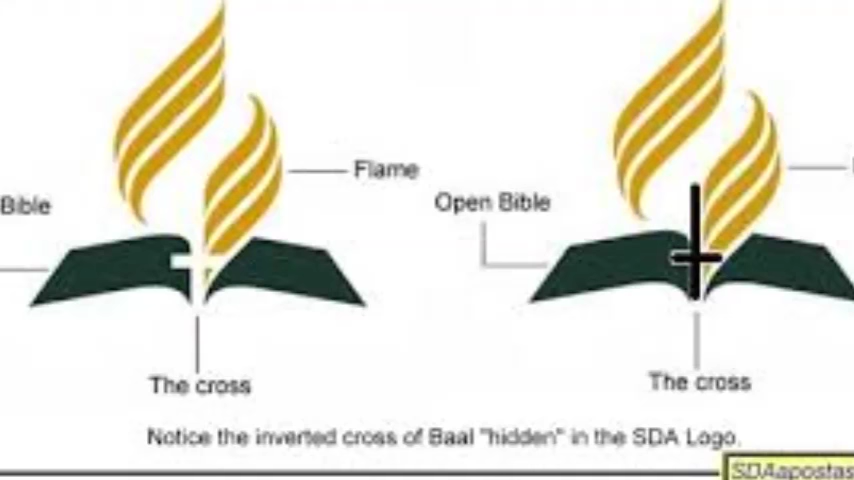 Flame
Bible
Open Bible
The cross
The cross
Notice the inverted cross of Baal "hidden" in the SDA Logo.
SDAapostas